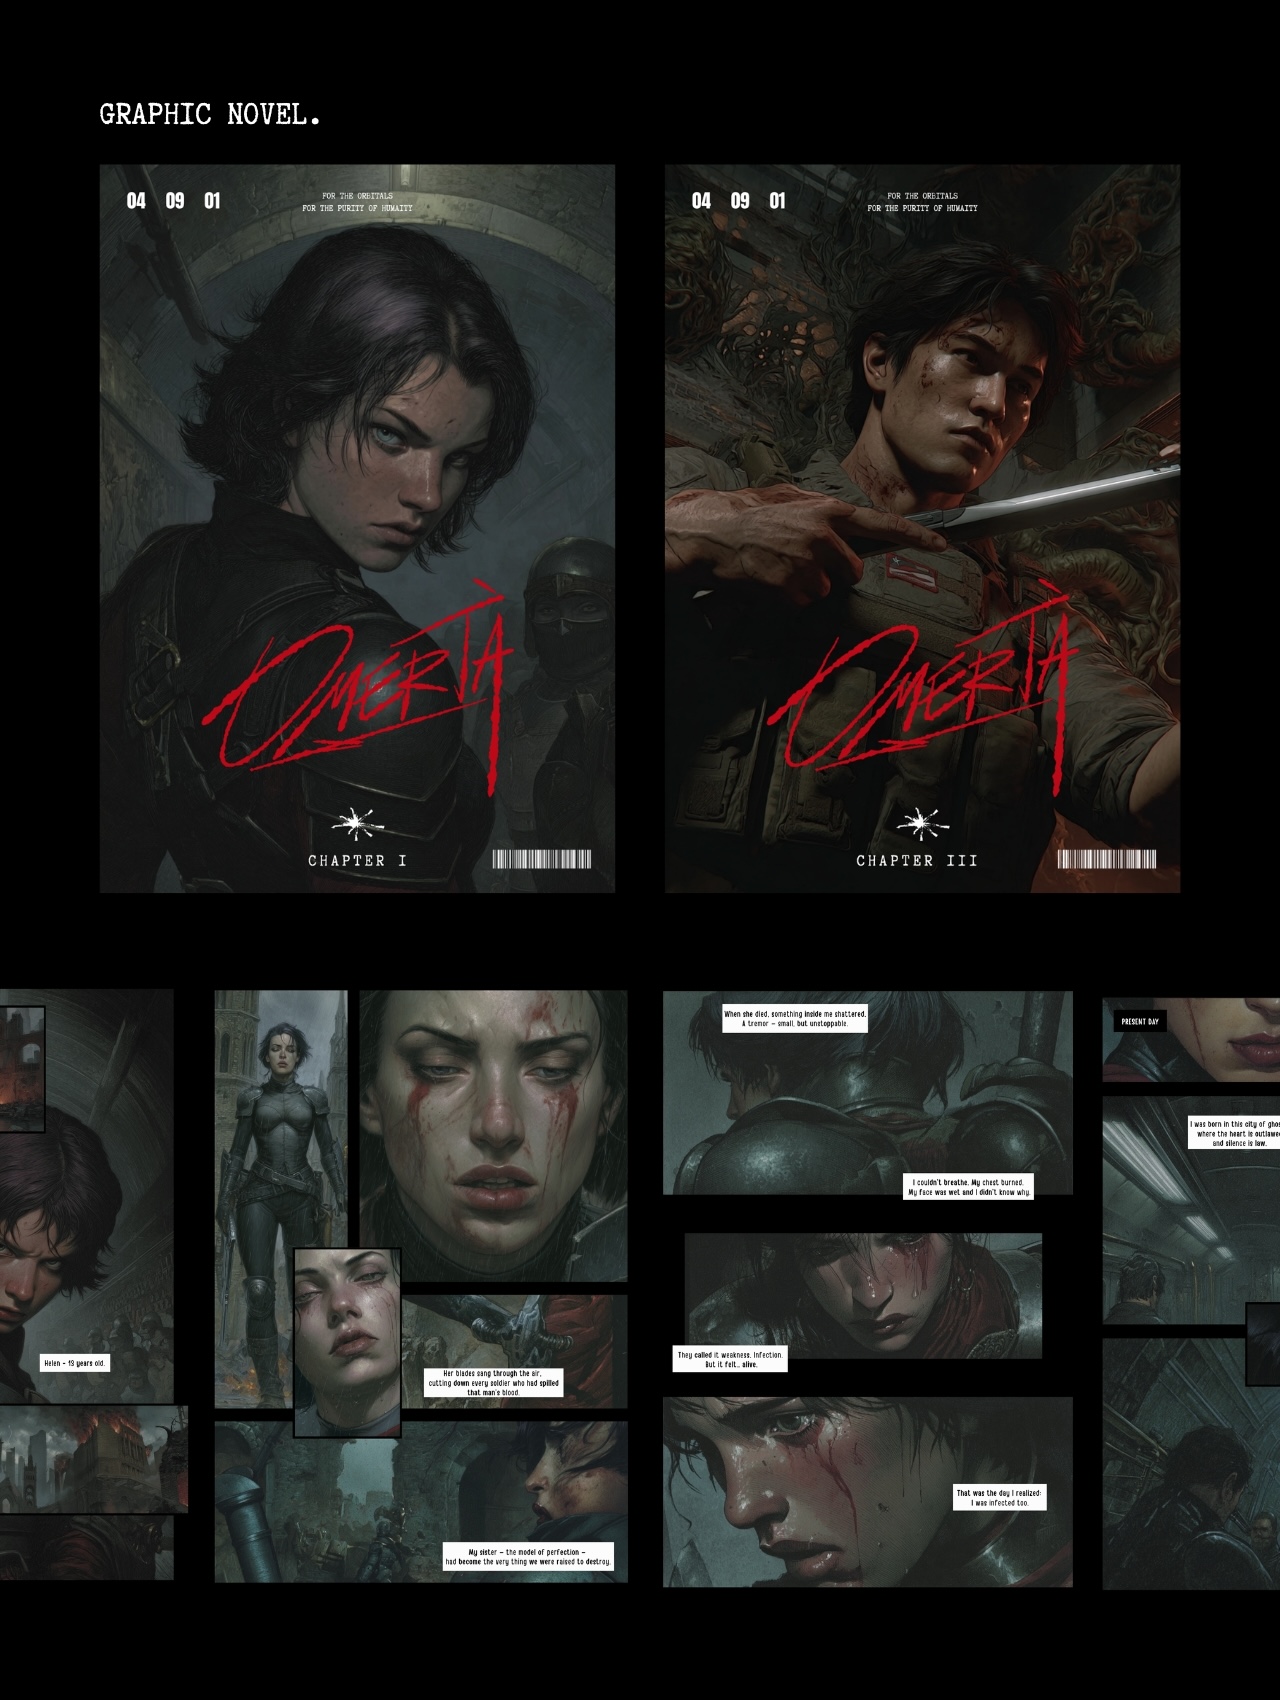 GRAPHIC NOVEL.
04 09 01
FOR THE ORBITALS
FOR THE PURITY OF HUMAITY
OMERTÀ
CHAPTER I
04 09 01
FOR THE ORBITALS
FOR THE PURITY OF HUMAITY
OMERTÀ
CHAPTER III
Helen - 13 years old.
Her blades sang through the air,
cutting down every soldier who had spilled
that man's blood.
My sister – the model of perfection –
had become the very thing we were raised to destroy.
When she died, something inside me shattered.
A tremor – small, but unstoppable.
I couldn't breathe. My chest burned.
My face was wet and I didn't know why.
They called it weakness. Infection.
But it felt... alive.
That was the day I realized:
I was infected too.
PRESENT DAY
I was born in this city of
where the heart is
and silence is law.